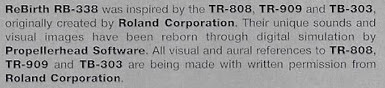 ReBirth RB-338 was inspired by the TR-808, TR-909 and TB-303,
originally created by Roland Corporation. Their unique sounds and
visual images have been reborn through digital simulation by
Propellerhead Software. All visual and aural references to TR-808,
TR-909 and TB-303 are being made with written permission from
Roland Corporation.